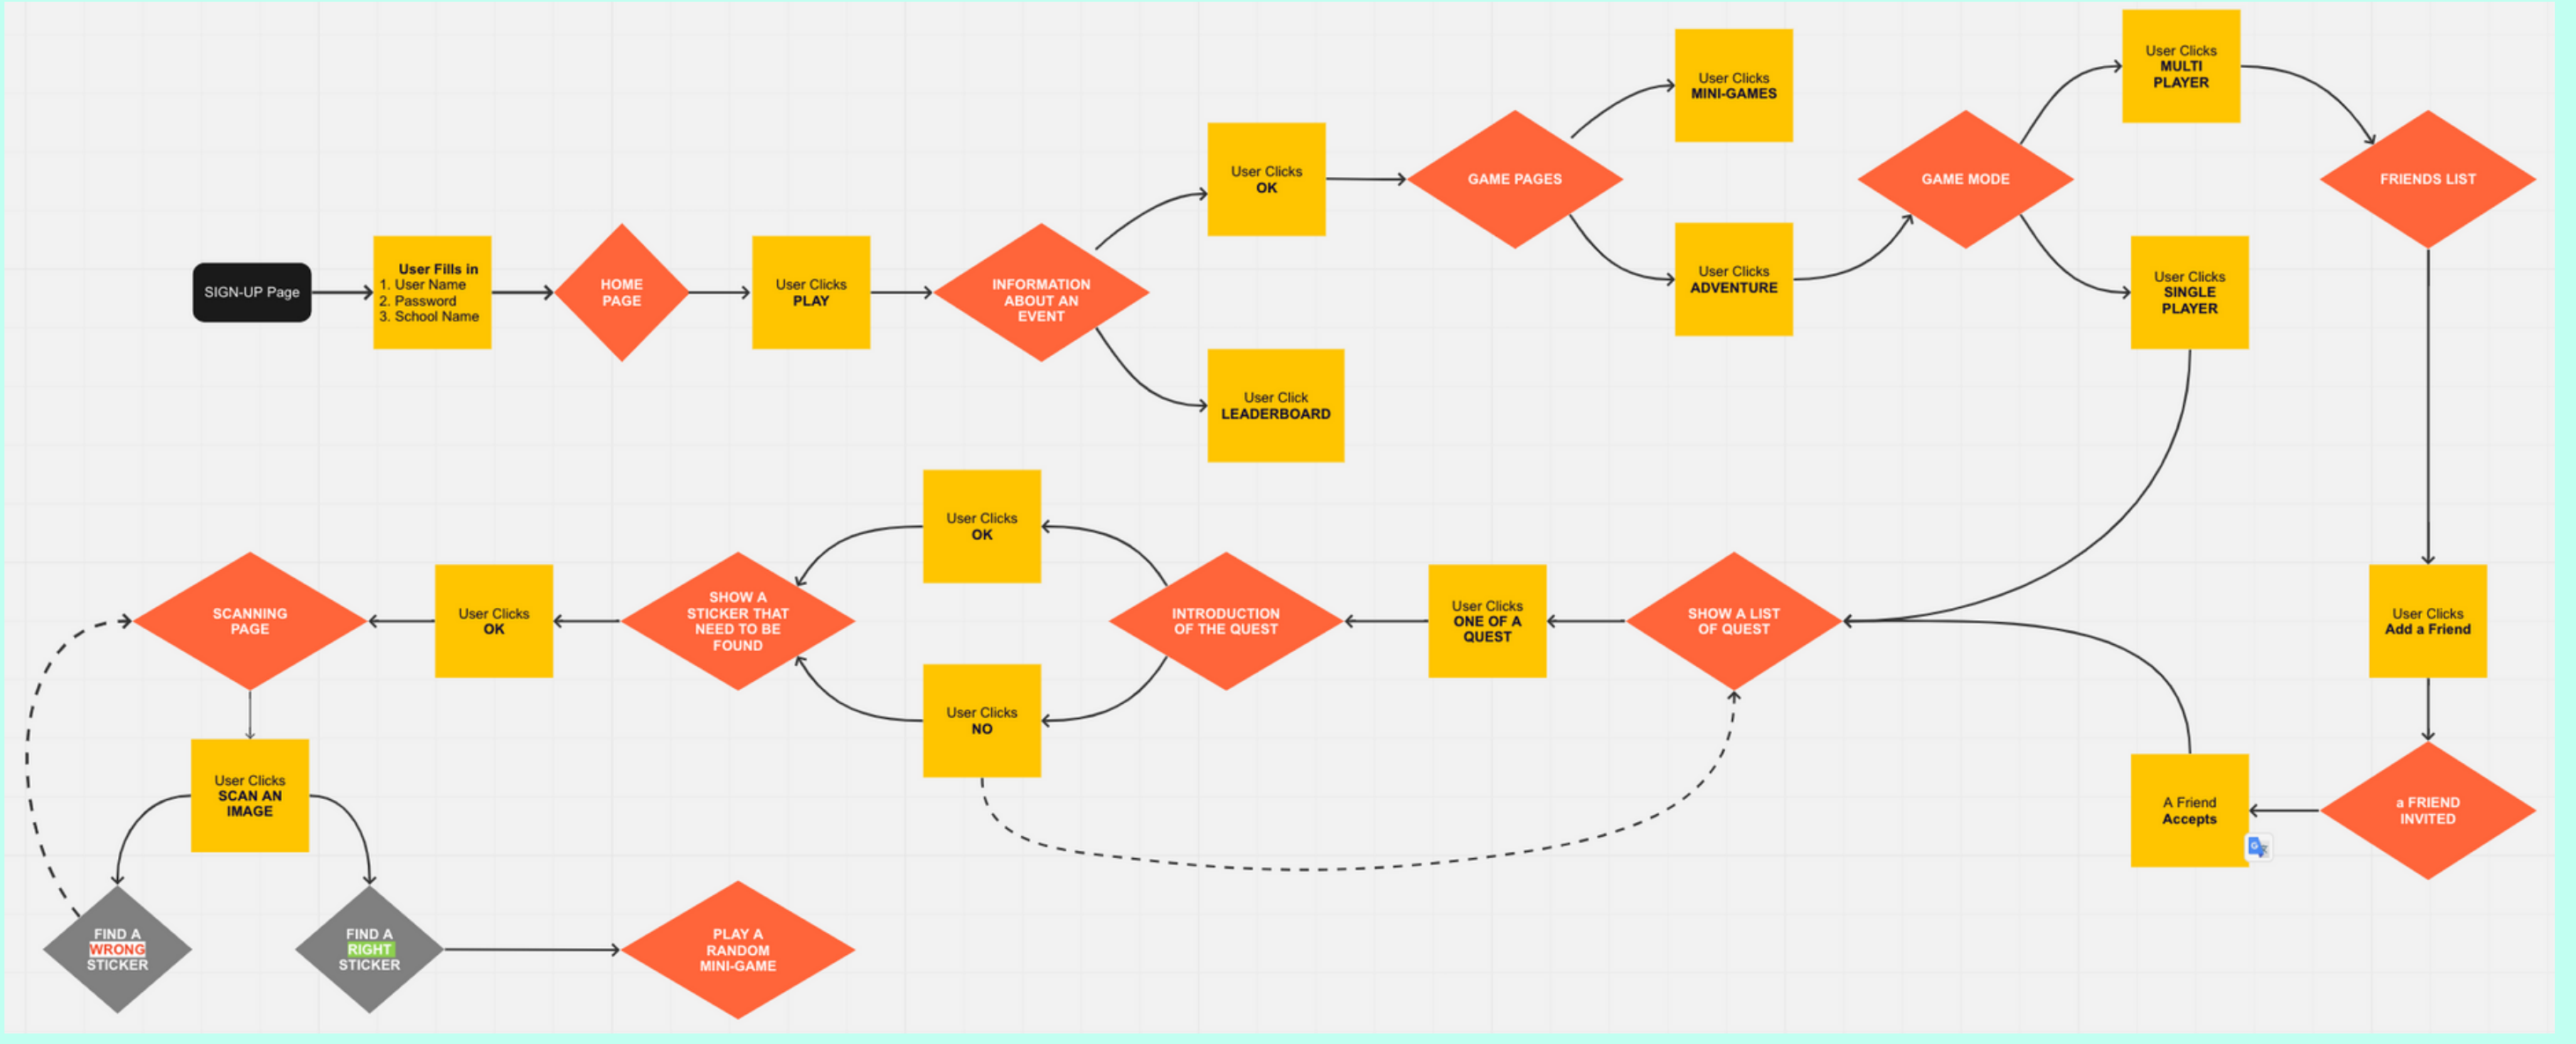 SIGN-UP Page
User Fills in
1. User Name
2. Password
3. School Name
HOME
PAGE
User Clicks
PLAY
INFORMATION
ABOUT AN
EVENT
User Clicks
OK
User Click
LEADERBOARD
GAME PAGES
User Clicks
MINI-GAMES
User Clicks
ADVENTURE
GAME MODE
User Clicks
MULTI
PLAYER
User Clicks
SINGLE
PLAYER
FRIENDS LIST
User Clicks
Add a Friend
a FRIEND
INVITED
A Friend
Accepts
SHOW A LIST
OF QUEST
User Clicks
ONE OF A
QUEST
INTRODUCTION
OF THE QUEST
User Clicks
OK
User Clicks
NO
SHOW A
STICKER THAT
NEED TO BE
FOUND
User Clicks
OK
SCANNING
PAGE
User Clicks
SCAN AN
IMAGE
FIND A
WRONG
STICKER
FIND A
RIGHT
STICKER
PLAY A
RANDOM
MINI-GAME